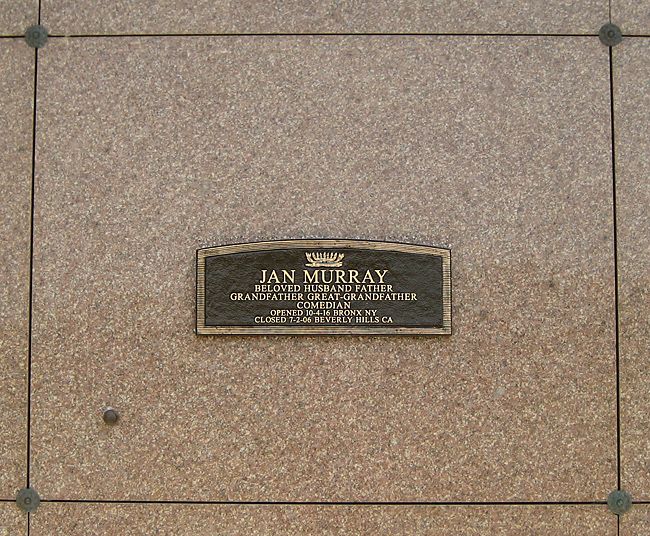 JAN MURRAY
BELOVED HUSBAND FATHER
GRANDFATHER GREAT-GRANDFATHER
COMEDIAN
OPENED 10-4-16 BRONX NY
CLOSED 7-2-06 BEVERLY HILLS CA